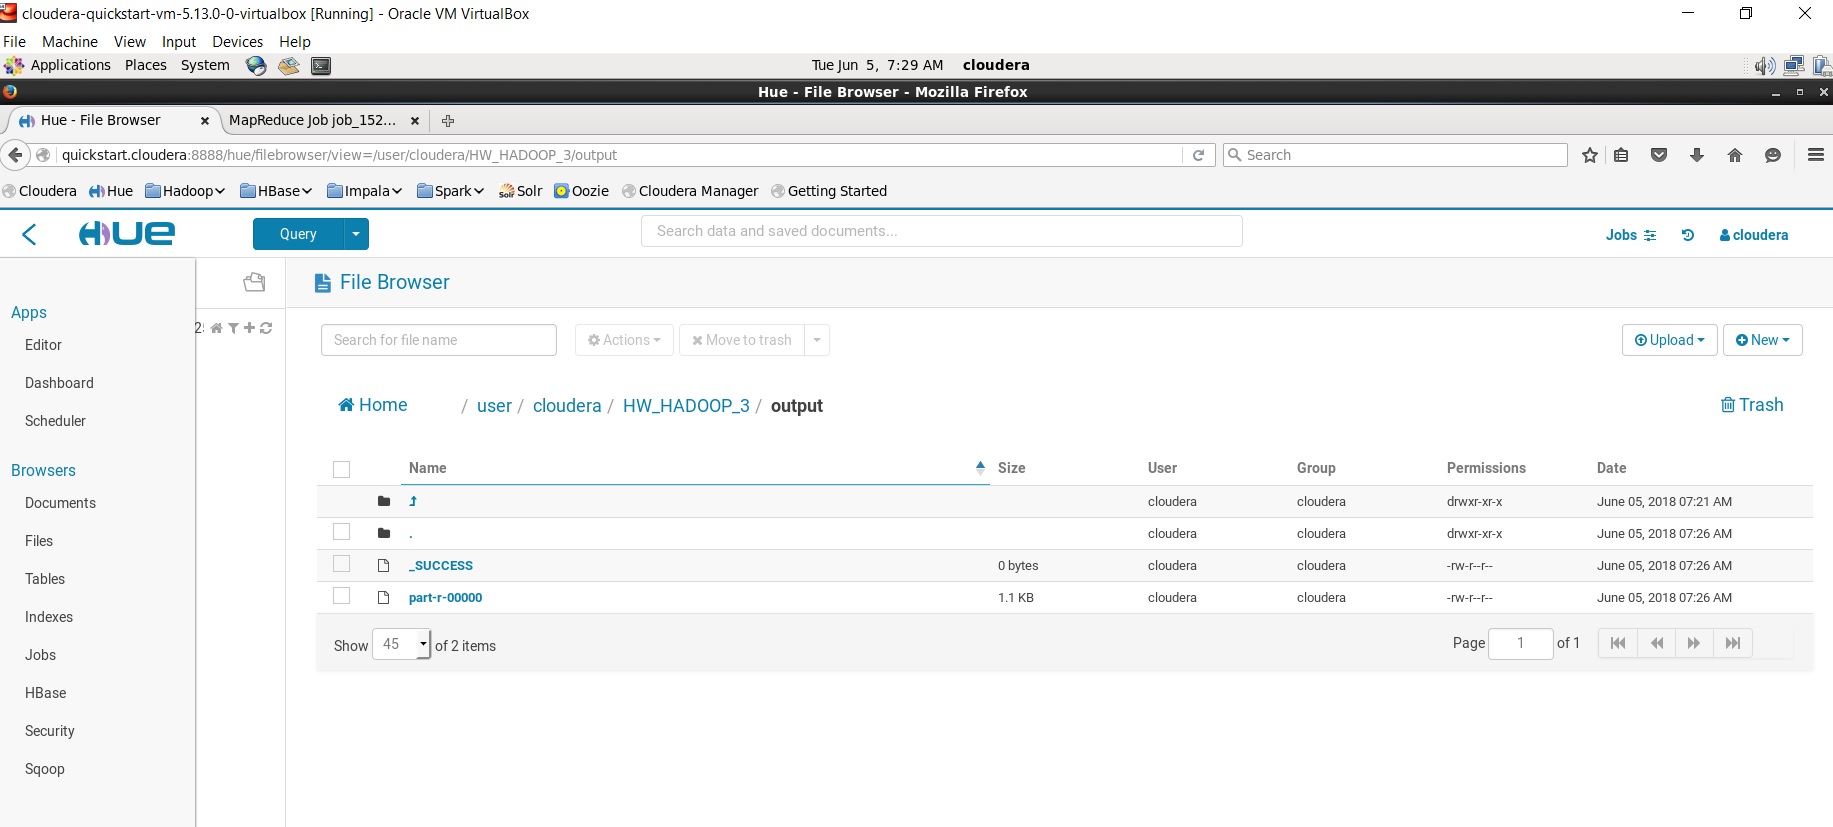 cloudera-quickstart-vm-5.13.0-0-virtualbox [Running] - Oracle VM VirtualBox
File Machine View Input Devices Help
Applications Places System Tue Jun 5, 7:29 AM cloudera
Hue - File Browser - Mozilla Firefox
Hue - File Browser MapReduce Job job_152...
quickstart.cloudera:8888/hue/filebrowser/view=/user/cloudera/HW_HADOOP_3/output Search
Cloudera Hue Hadoop HBase Impala Spark Solr Oozie Cloudera Manager Getting Started
HUE Query Search data and saved documents... Jobs cloudera
File Browser
Apps
Editor
Dashboard
Scheduler
Browsers
Documents
Files
Tables
Indexes
Jobs
HBase
Security
Sqoop
Search for file name Actions Move to trash Upload New
Home / user / cloudera / HW_HADOOP_3 / output Trash
Name Size User Group Permissions Date
cloudera cloudera drwxr-xr-x June 05, 2018 07:21 AM
. cloudera cloudera drwxr-xr-x June 05, 2018 07:26 AM
_SUCCESS 0 bytes cloudera cloudera -rw-r--r-- June 05, 2018 07:26 AM
part-r-00000 1.1 KB cloudera cloudera -rw-r--r-- June 05, 2018 07:26 AM
Show 45 of 2 items Page 1 of 1